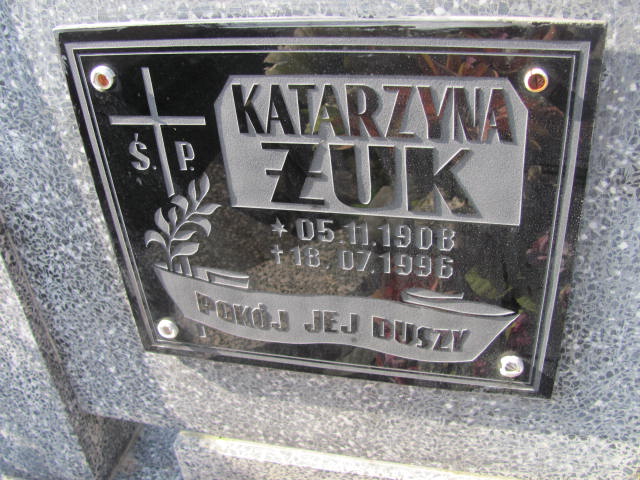 Ś. P.
KATARZYNA
ŻUK
* 05.11.1908
† 18.07.1996
POKÓJ JEJ DUSZY